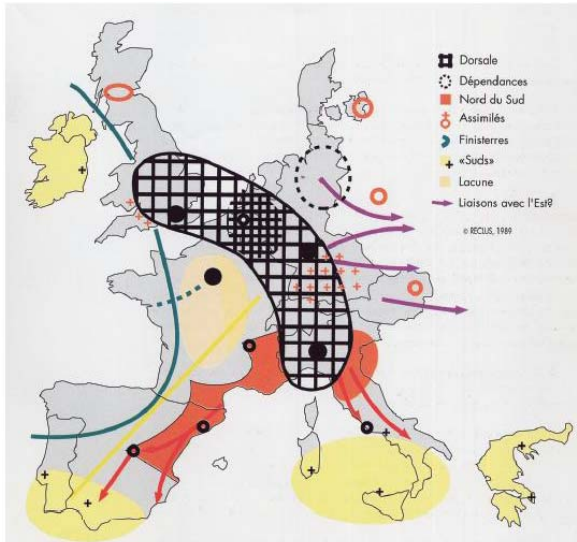 Dorsale
Dépendances
Nord du Sud
Assimilés
Finisterres
«Suds»
Lacune
Liaisons avec l'Est?
© RECLUS, 1989